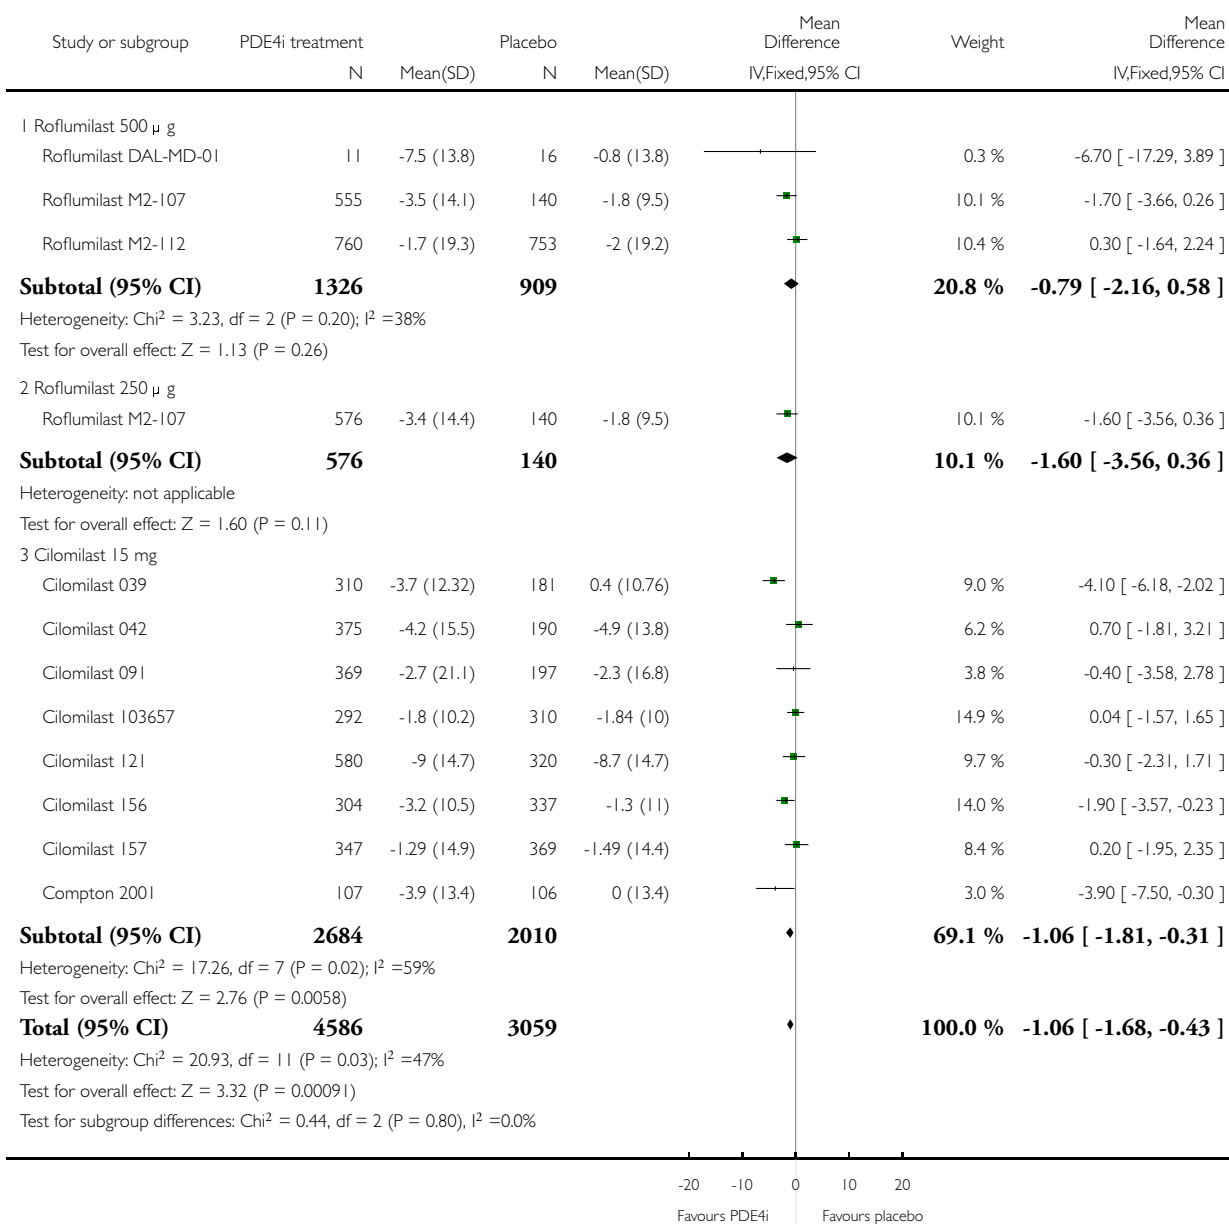 Study or subgroup PDE4i treatment Placebo Mean Difference Weight Mean Difference
N Mean(SD) N Mean(SD) IV,Fixed,95% CI IV,Fixed,95% CI
1 Roflumilast 500 μ g
Roflumilast DAL-MD-01 11 -7.5 (13.8) 16 -0.8 (13.8) 0.3 % -6.70 [ -17.29, 3.89 ]
Roflumilast M2-107 555 -3.5 (14.1) 140 -1.8 (9.5) 10.1 % -1.70 [ -3.66, 0.26 ]
Roflumilast M2-112 760 -1.7 (19.3) 753 -2 (19.2) 10.4 % 0.30 [ -1.64, 2.24 ]
Subtotal (95% CI) 1326 909 20.8 % -0.79 [ -2.16, 0.58 ]
Heterogeneity: Chi² = 3.23, df = 2 (P = 0.20); I² =38%
Test for overall effect: Z = 1.13 (P = 0.26)
2 Roflumilast 250 μ g
Roflumilast M2-107 576 -3.4 (14.4) 140 -1.8 (9.5) 10.1 % -1.60 [ -3.56, 0.36 ]
Subtotal (95% CI) 576 140 10.1 % -1.60 [ -3.56, 0.36 ]
Heterogeneity: not applicable
Test for overall effect: Z = 1.60 (P = 0.11)
3 Cilomilast 15 mg
Cilomilast 039 310 -3.7 (12.32) 181 0.4 (10.76) 9.0 % -4.10 [ -6.18, -2.02 ]
Cilomilast 042 375 -4.2 (15.5) 190 -4.9 (13.8) 6.2 % 0.70 [ -1.81, 3.21 ]
Cilomilast 091 369 -2.7 (21.1) 197 -2.3 (16.8) 3.8 % -0.40 [ -3.58, 2.78 ]
Cilomilast 103657 292 -1.8 (10.2) 310 -1.84 (10) 14.9 % 0.04 [ -1.57, 1.65 ]
Cilomilast 121 580 -9 (14.7) 320 -8.7 (14.7) 9.7 % -0.30 [ -2.31, 1.71 ]
Cilomilast 156 304 -3.2 (10.5) 337 -1.3 (11) 14.0 % -1.90 [ -3.57, -0.23 ]
Cilomilast 157 347 -1.29 (14.9) 369 -1.49 (14.4) 8.4 % 0.20 [ -1.95, 2.35 ]
Compton 2001 107 -3.9 (13.4) 106 0 (13.4) 3.0 % -3.90 [ -7.50, -0.30 ]
Subtotal (95% CI) 2684 2010 69.1 % -1.06 [ -1.81, -0.31 ]
Heterogeneity: Chi² = 17.26, df = 7 (P = 0.02); I² =59%
Test for overall effect: Z = 2.76 (P = 0.0058)
Total (95% CI) 4586 3059 100.0 % -1.06 [ -1.68, -0.43 ]
Heterogeneity: Chi² = 20.93, df = 11 (P = 0.03); I² =47%
Test for overall effect: Z = 3.32 (P = 0.00091)
Test for subgroup differences: Chi² = 0.44, df = 2 (P = 0.80), I² =0.0%
-20 -10 0 10 20
Favours PDE4i Favours placebo